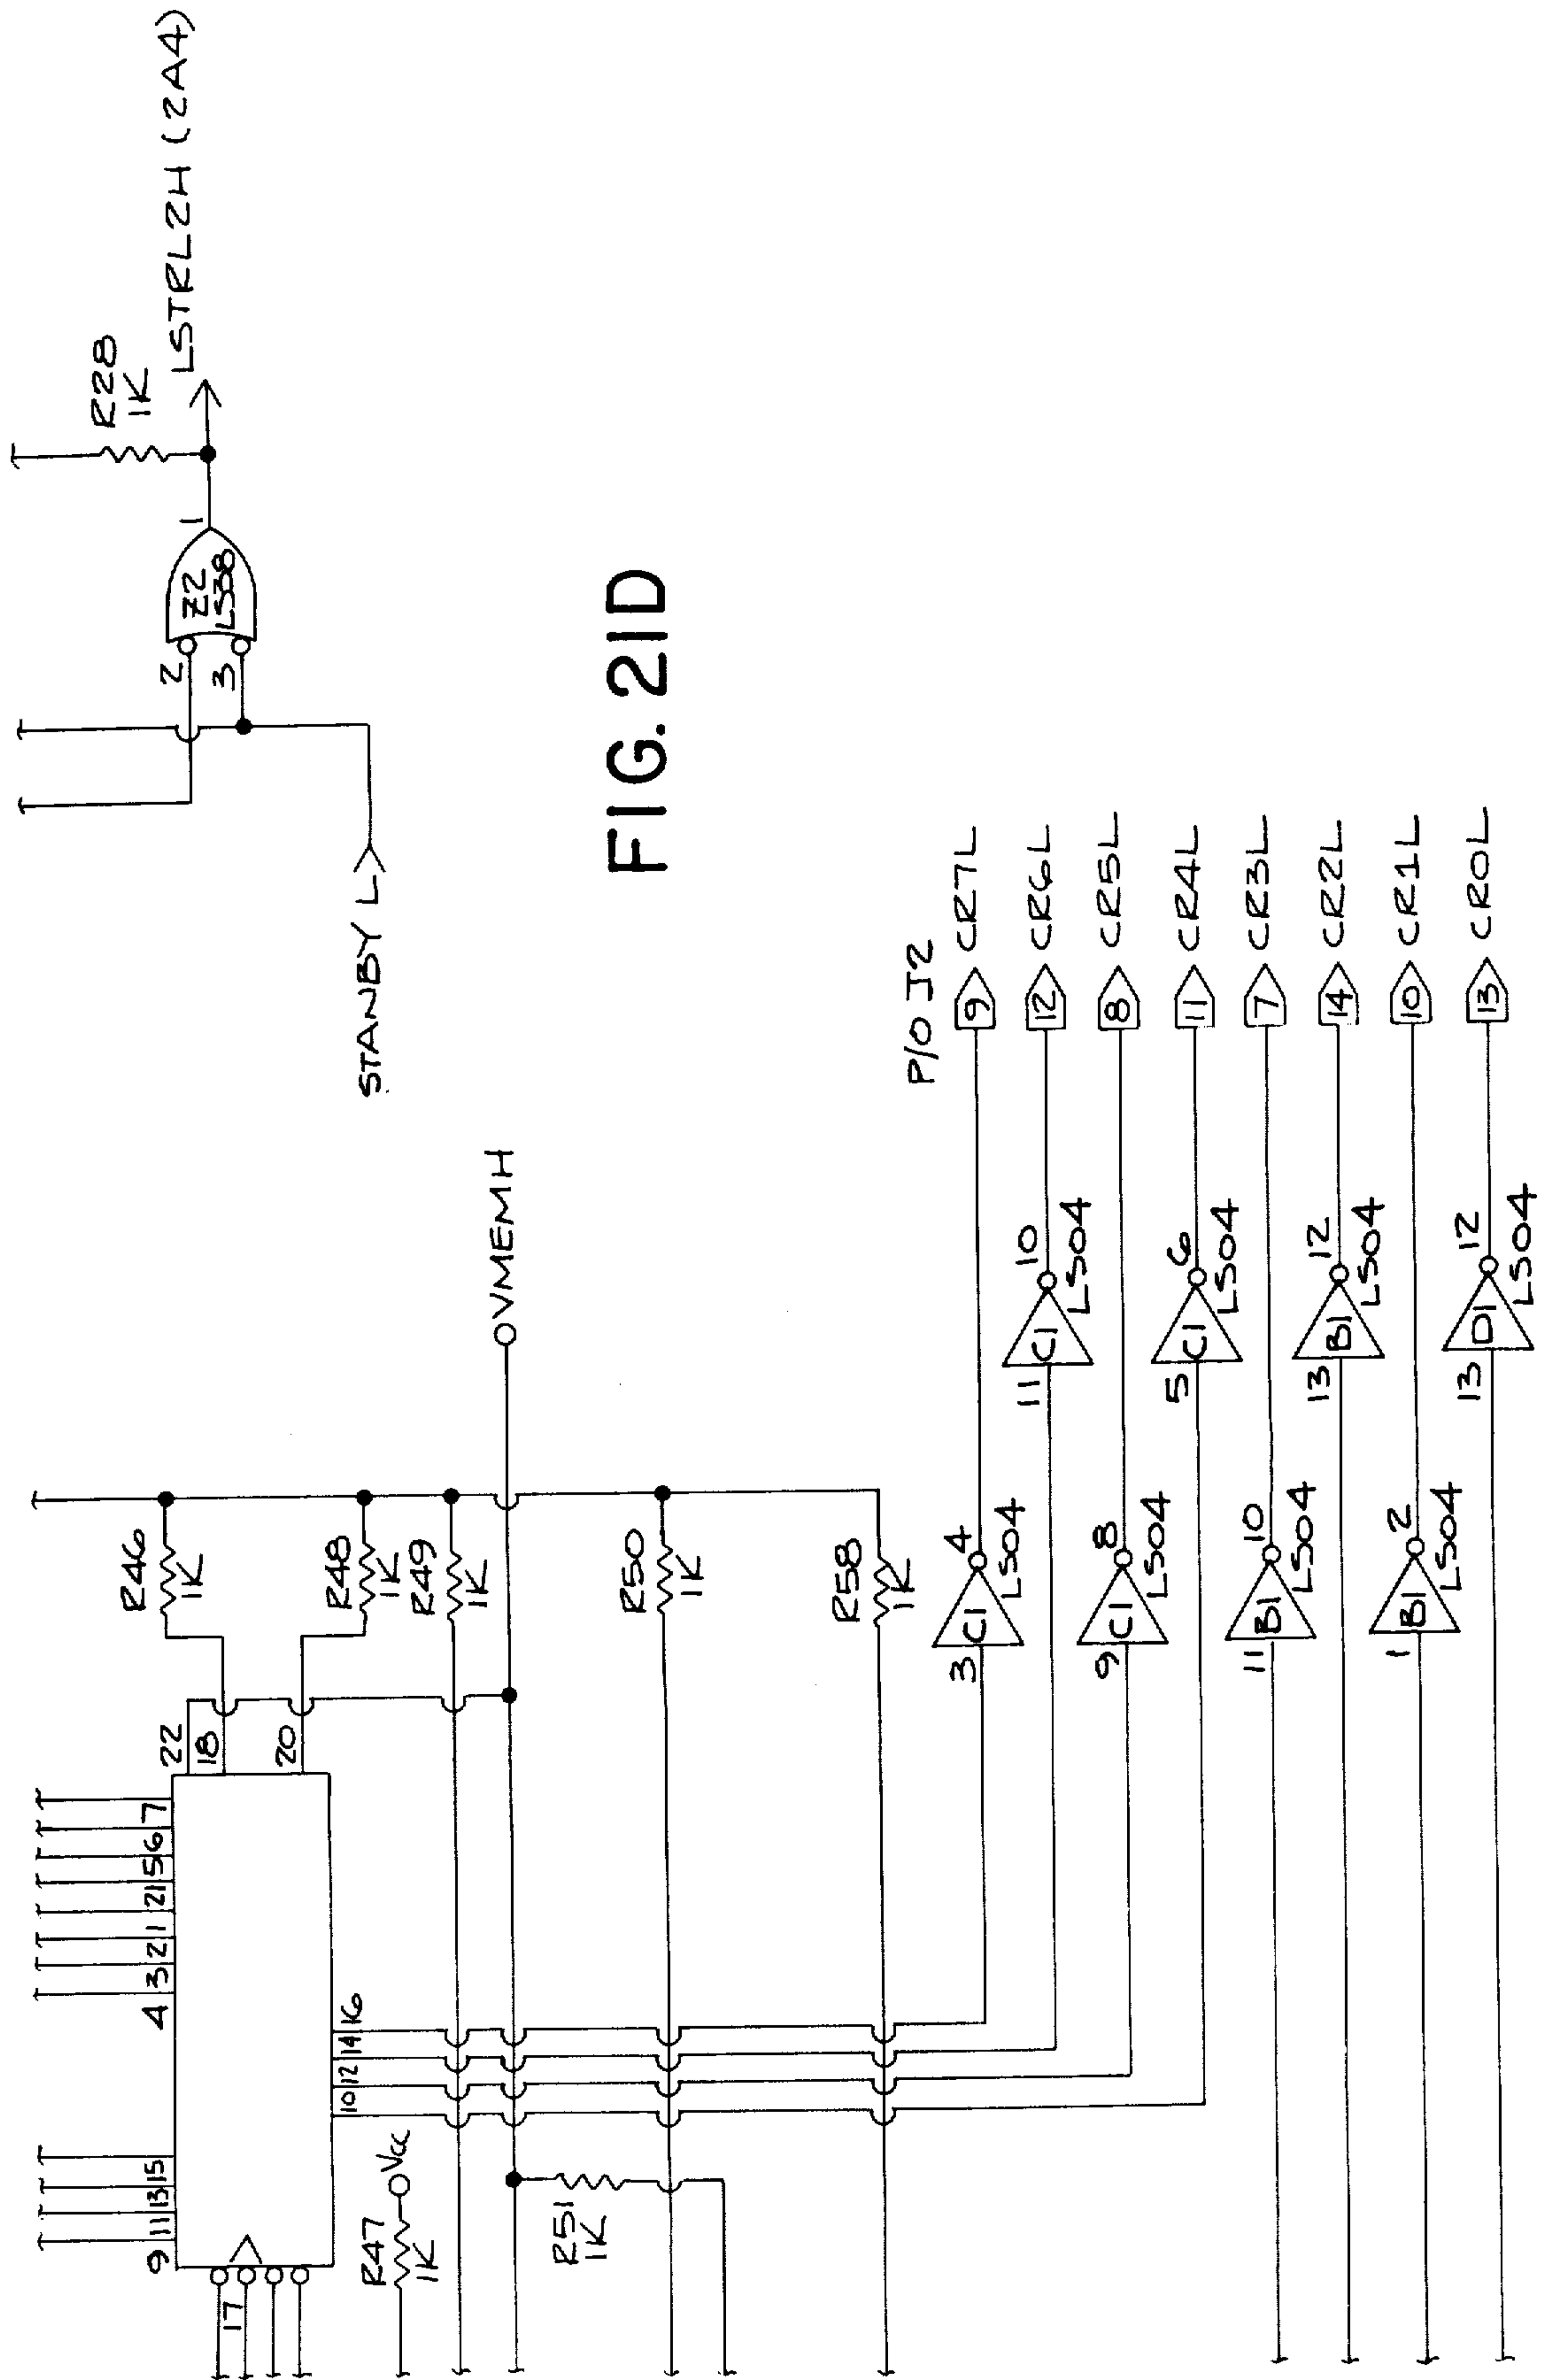 R28
1K
LSTRL2H (2A4)
1
Z2
LS38
2
3
STANBY L
FIG. 21D
VMEMH
R46
1K
R48
1K
R49
1K
R50
1K
R58
1K
22
18
20
7
6
5
21
1
2
3
4
15
13
11
9
17
16
14
12
10
R47
1K
Vcc
R51
1K
P/O J2
3 C1 4 LS04 9 CR7L
11 C1 10 LS04 12 CR6L
9 C1 8 LS04 8 CR5L
5 C1 6 LS04 11 CR4L
11 B1 10 LS04 7 CR3L
13 B1 12 LS04 14 CR2L
1 B1 2 LS04 10 CR1L
13 D1 12 LS04 13 CR0L